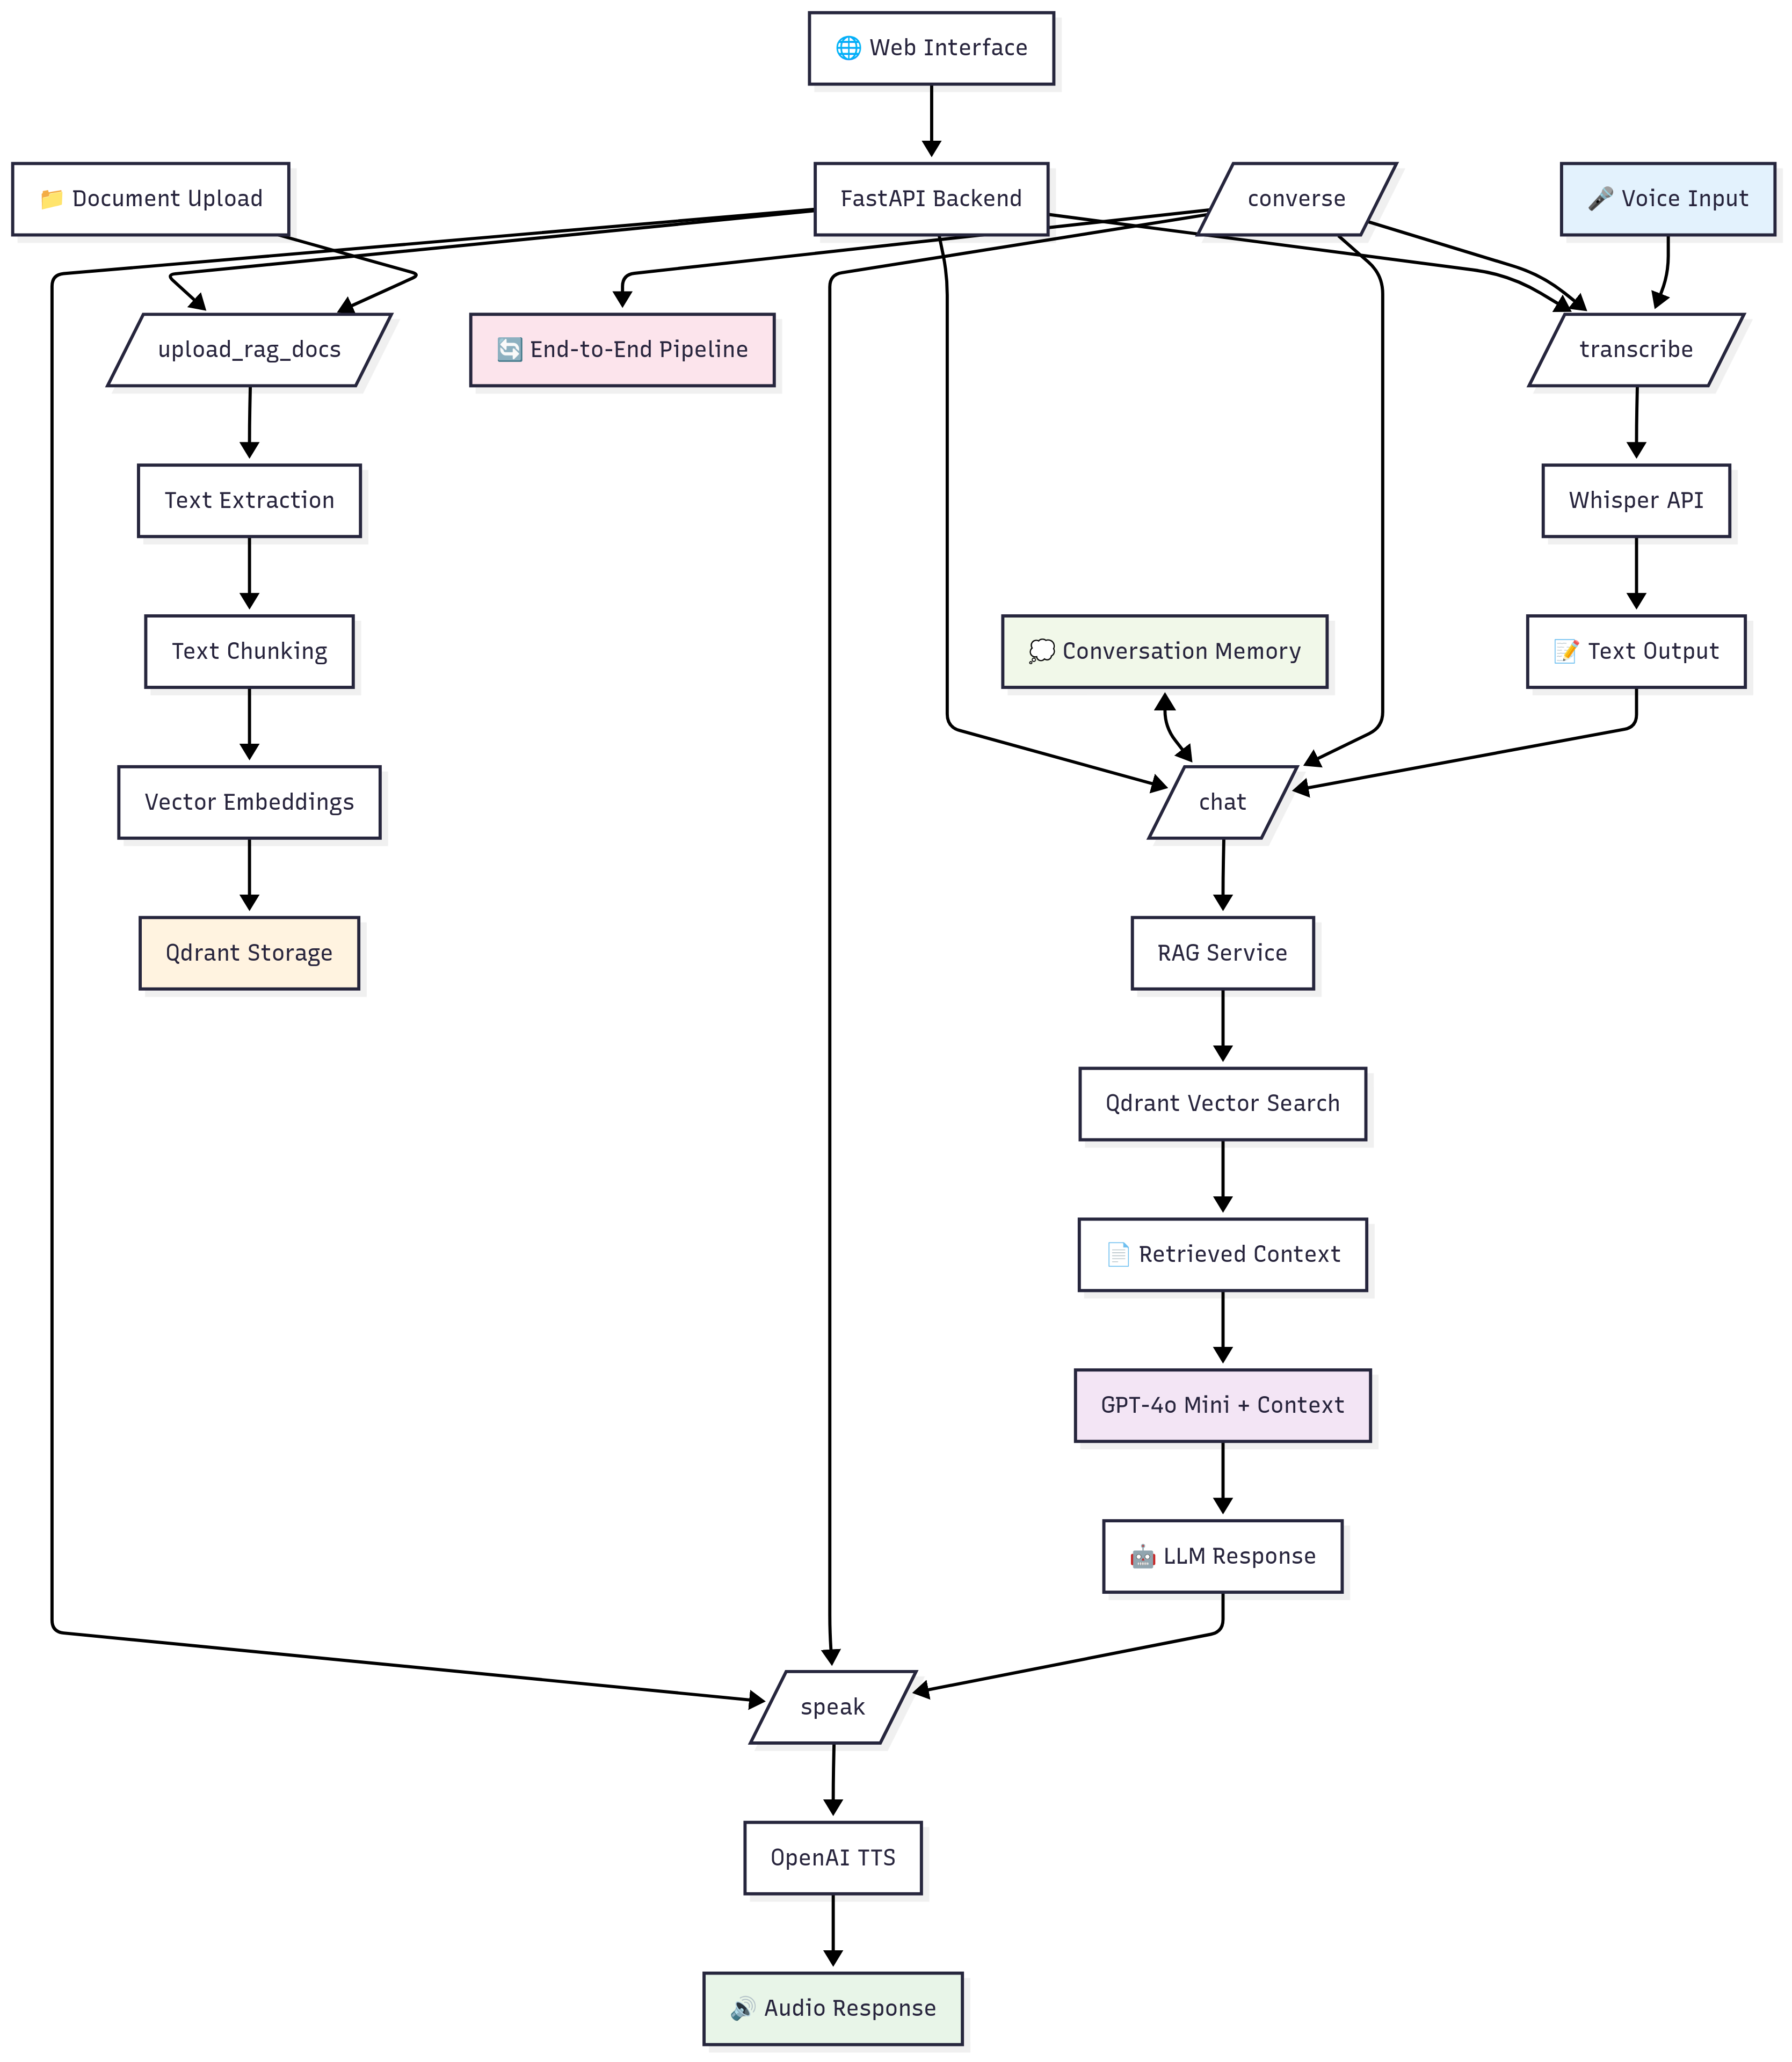 🌐 Web Interface
📁 Document Upload
FastAPI Backend
converse
🎤 Voice Input
upload_rag_docs
🔄 End-to-End Pipeline
transcribe
Text Extraction
Whisper API
Text Chunking
💭 Conversation Memory
📝 Text Output
Vector Embeddings
chat
Qdrant Storage
RAG Service
Qdrant Vector Search
📄 Retrieved Context
GPT-4o Mini + Context
🤖 LLM Response
speak
OpenAI TTS
🔊 Audio Response